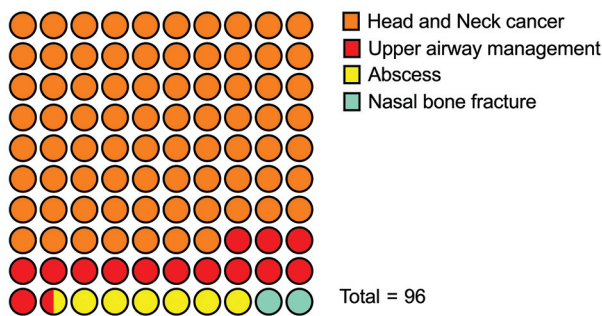 Head and Neck cancer
Upper airway management
Abscess
Nasal bone fracture
Total = 96